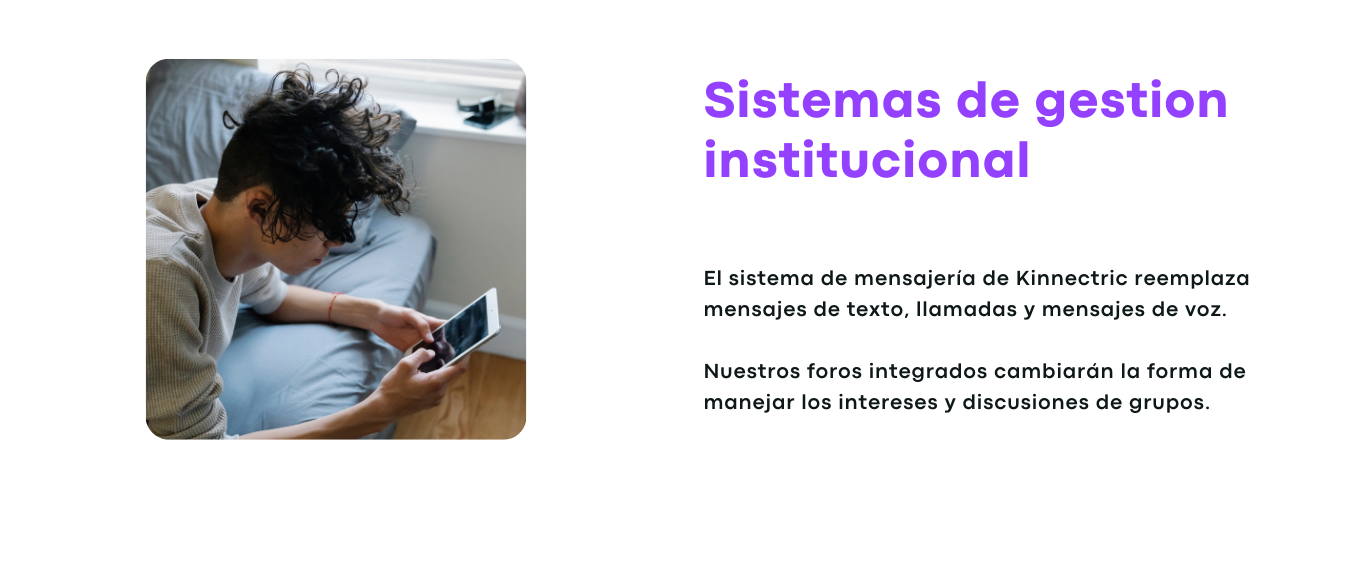 Sistemas de gestion
institucional
El sistema de mensajería de Kinnectric reemplaza
mensajes de texto, llamadas y mensajes de voz.
Nuestros foros integrados cambiarán la forma de
manejar los intereses y discusiones de grupos.